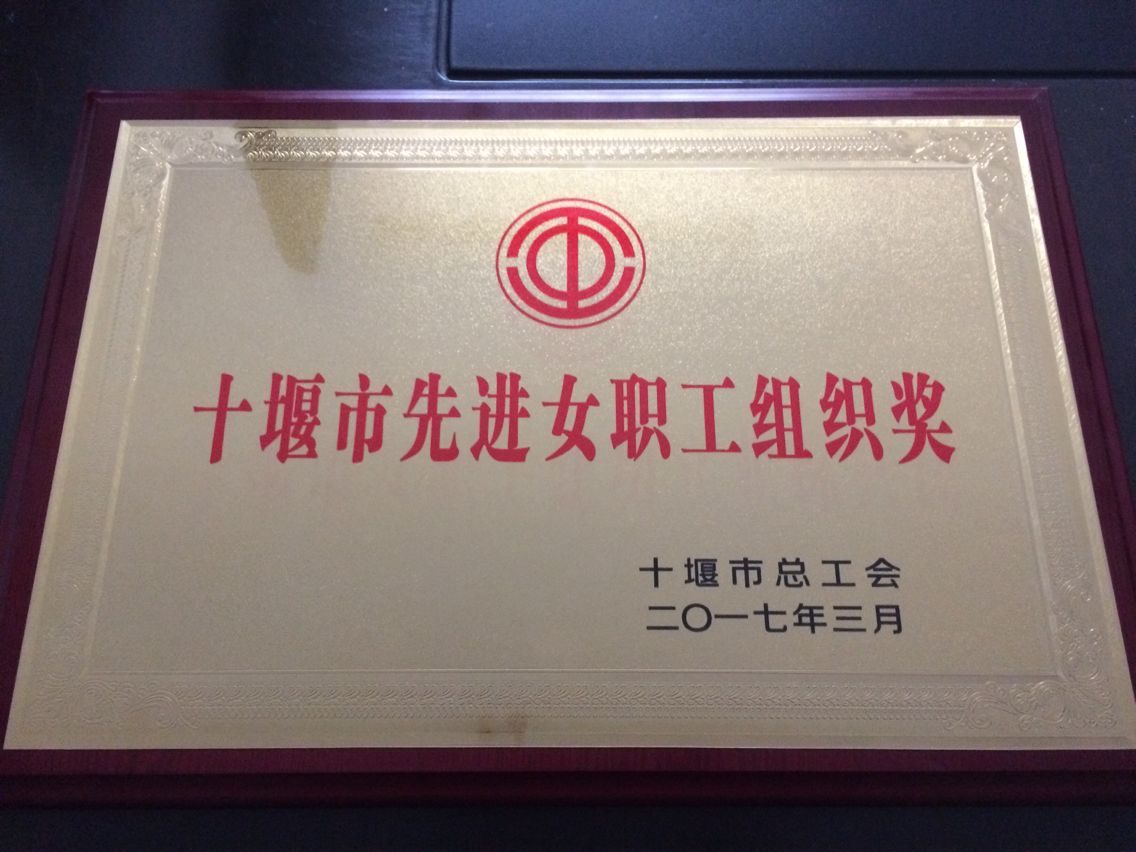 十堰市先进女职工组织奖
十堰市总工会
二〇一七年三月